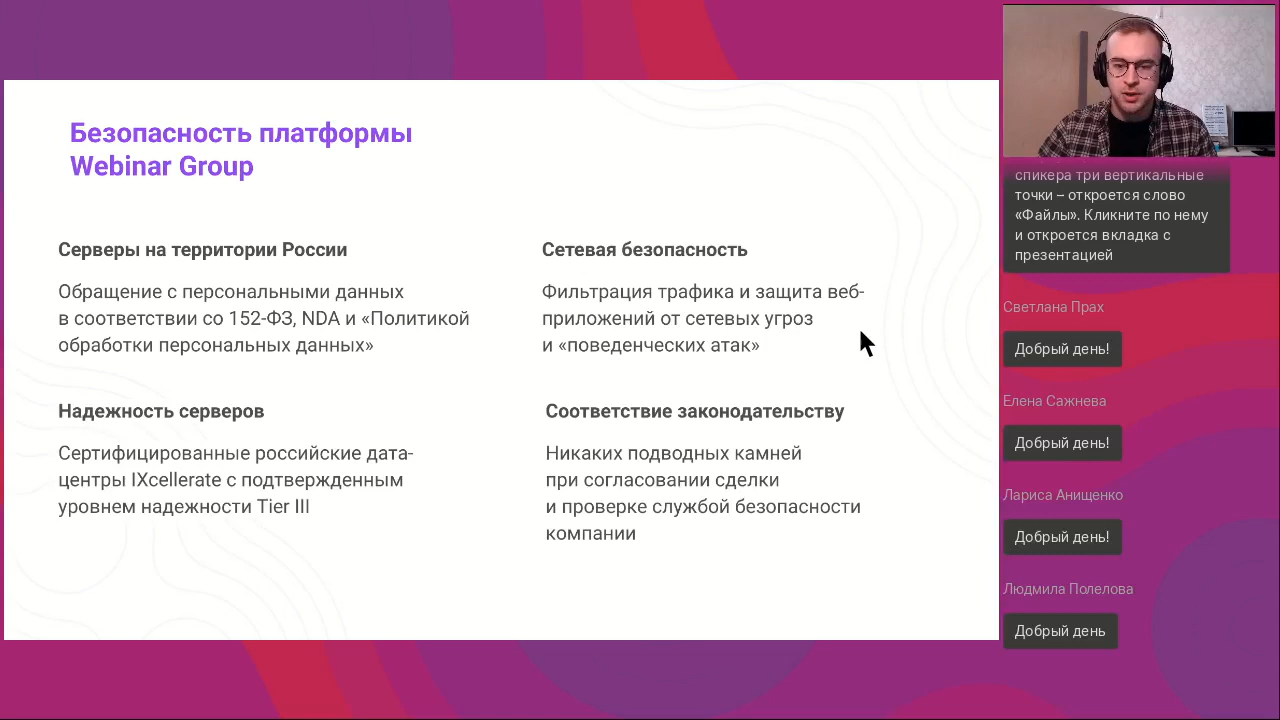 Безопасность платформы
Webinar Group
Серверы на территории России
Обращение с персональными данных
в соответствии со 152-ФЗ, NDA и «Политикой
обработки персональных данных»
Сетевая безопасность
Фильтрация трафика и защита веб-
приложений от сетевых угроз
и «поведенческих атак»
Надежность серверов
Сертифицированные российские дата-
центры IXcellerate с подтвержденным
уровнем надежности Tier III
Соответствие законодательству
Никаких подводных камней
при согласовании сделки
и проверке службой безопасности
компании
спикера три вертикальные
точки – откроется слово
«Файлы». Кликните по нему
и откроется вкладка с
презентацией
Светлана Прах
Добрый день!
Елена Сажнева
Добрый день!
Лариса Анищенко
Добрый день!
Людмила Полелова
Добрый день